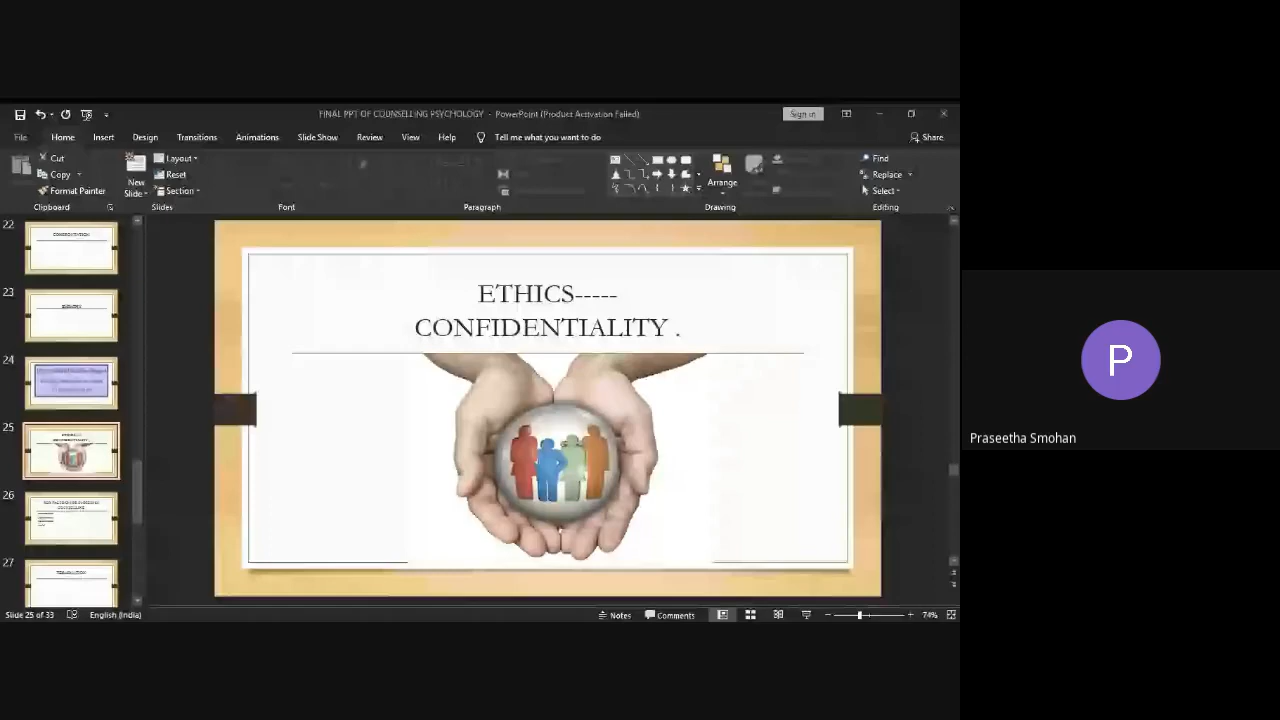 FINAL PPT OF COUNSELLING PSYCHOLOGY - PowerPoint (Product Activation Failed)
Sign in
File Home Insert Design Transitions Animations Slide Show Review View Help Tell me what you want to do Share
Cut
Copy
Format Painter
Clipboard
New
Slide
Layout
Reset
Section
Slides
Font
Paragraph
Arrange
Drawing
Find
Replace
Select
Editing
22
23
24
25
26
27
ETHICS-----
CONFIDENTIALITY .
P
Praseetha Smohan
Slide 25 of 33 English (India) Notes Comments 74%